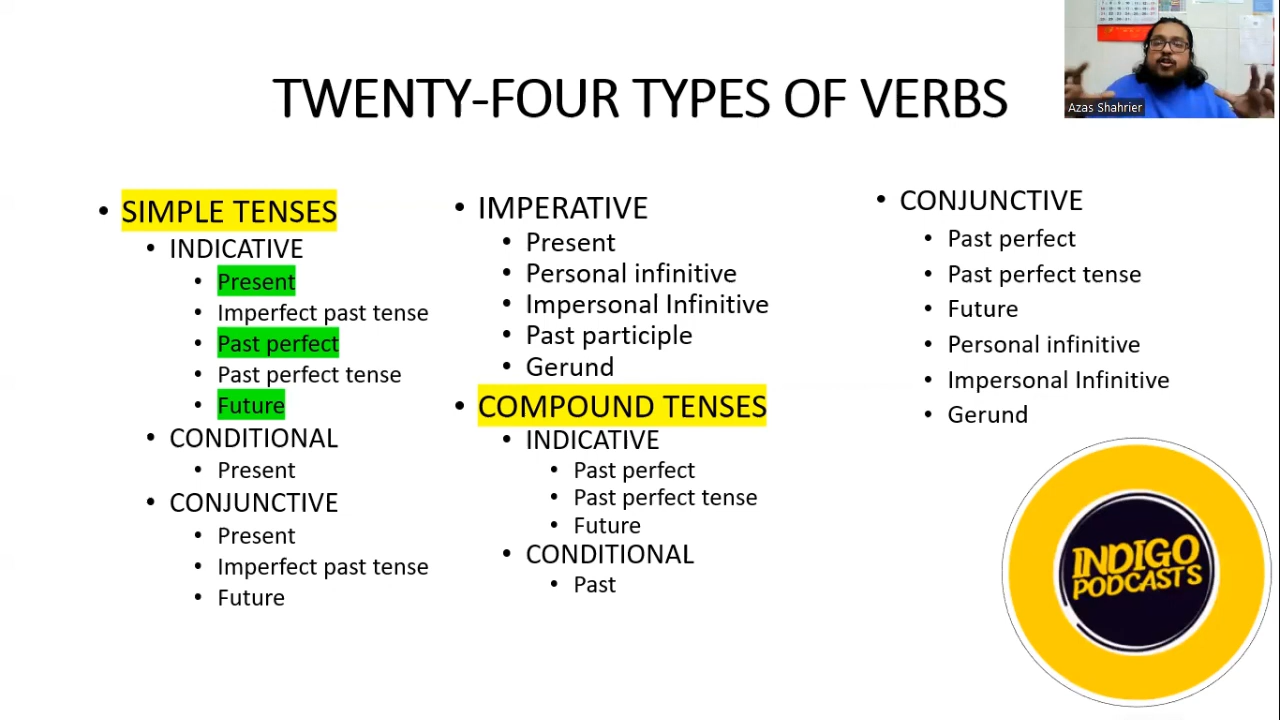 TWENTY-FOUR TYPES OF VERBS
Azas Shahrier
• SIMPLE TENSES
• INDICATIVE
• Present
• Imperfect past tense
• Past perfect
• Past perfect tense
• Future
• CONDITIONAL
• Present
• CONJUNCTIVE
• Present
• Imperfect past tense
• Future
• IMPERATIVE
• Present
• Personal infinitive
• Impersonal Infinitive
• Past participle
• Gerund
• COMPOUND TENSES
• INDICATIVE
• Past perfect
• Past perfect tense
• Future
• CONDITIONAL
• Past
• CONJUNCTIVE
• Past perfect
• Past perfect tense
• Future
• Personal infinitive
• Impersonal Infinitive
• Gerund
INDIGO
PODCASTS